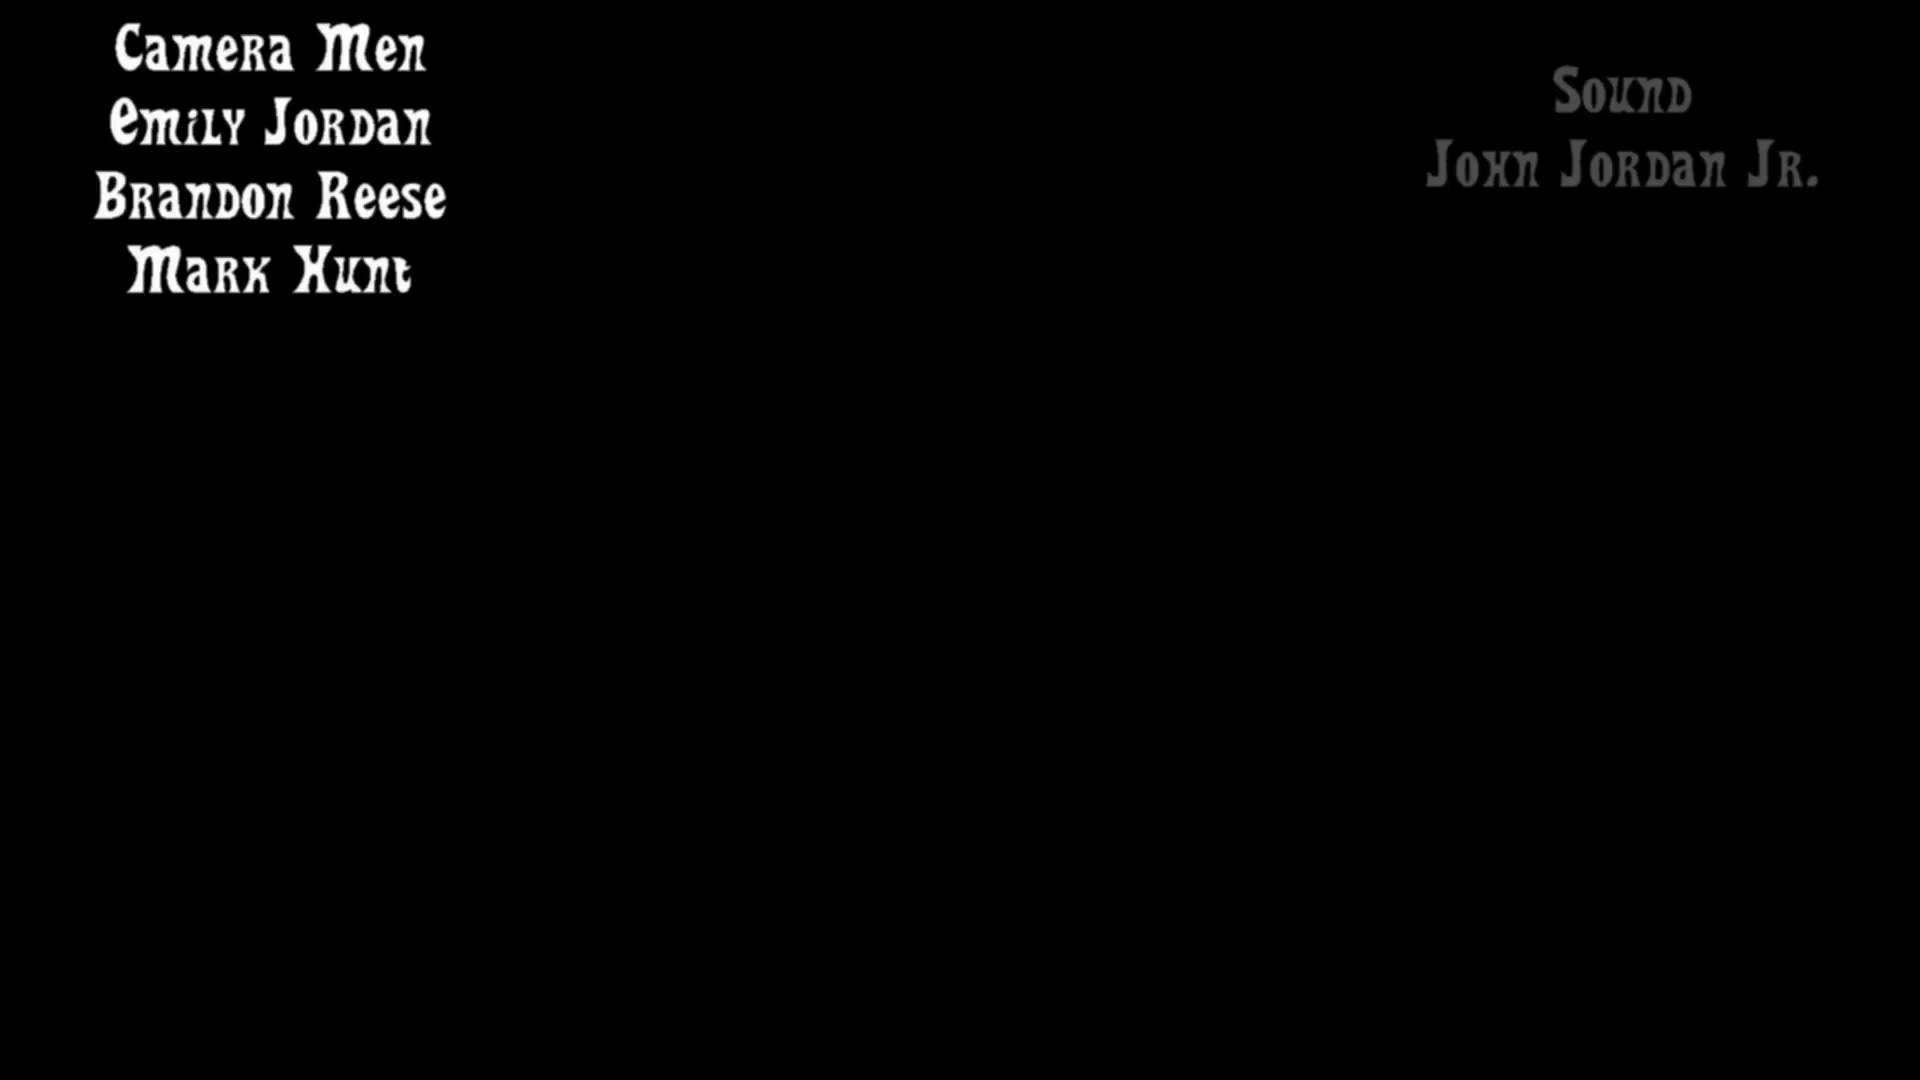 Camera Men
Emily Jordan
Brandon Reese
Mark Hunt
Sound
John Jordan Jr.